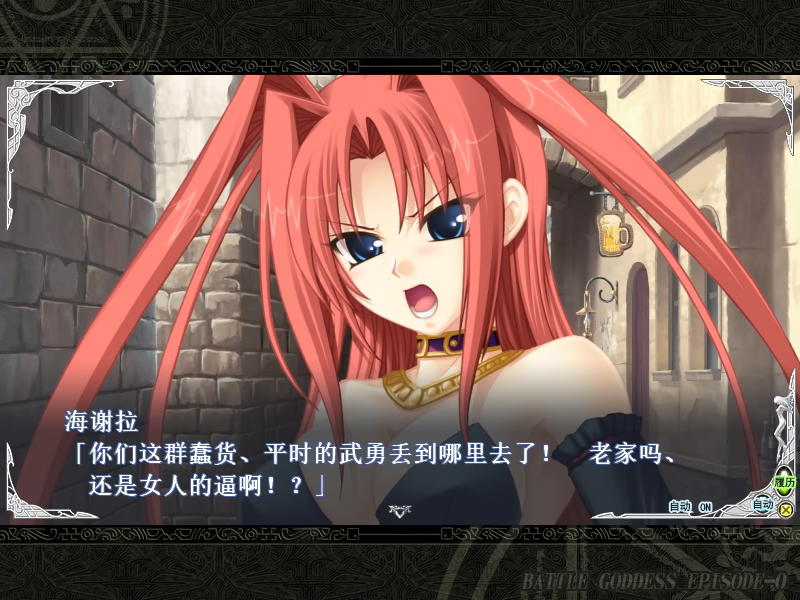 海谢拉
「你们这群蠢货、平时的武勇丢到哪里去了！　老家吗、
还是女人的逼啊！？」
自动 ON
自动
履历
BATTLE GODDESS EPISODE-0